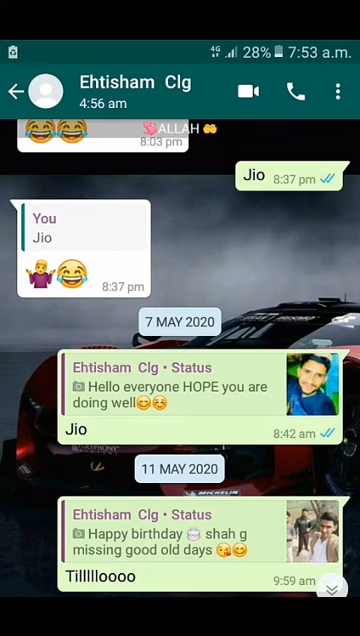 4G 28% 7:53 a.m.
Ehtisham Clg
4:56 am
ALLAH
😂😂
8:03 pm
Jio 8:37 pm
You
Jio
🤷‍♂️😂
8:37 pm
7 MAY 2020
Ehtisham Clg • Status
Hello everyone HOPE you are
doing well😊☺️
Jio 8:42 am
11 MAY 2020
MICHELIN
Ehtisham Clg • Status
Happy birthday 🎂 shah g
missing good old days 😘😊
Tillllloooo 9:59 am